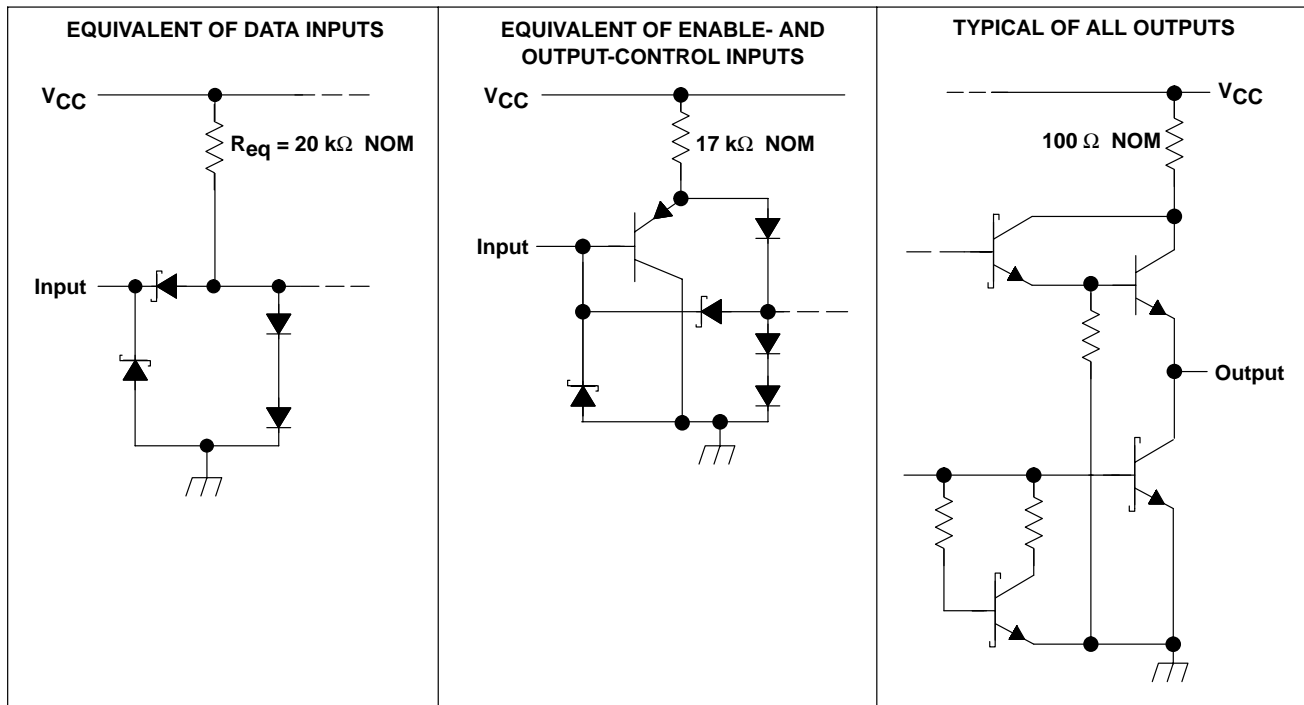 EQUIVALENT OF DATA INPUTS
VCC
Req = 20 kΩ NOM
Input
EQUIVALENT OF ENABLE- AND
OUTPUT-CONTROL INPUTS
VCC
17 kΩ NOM
Input
TYPICAL OF ALL OUTPUTS
VCC
100 Ω NOM
Output